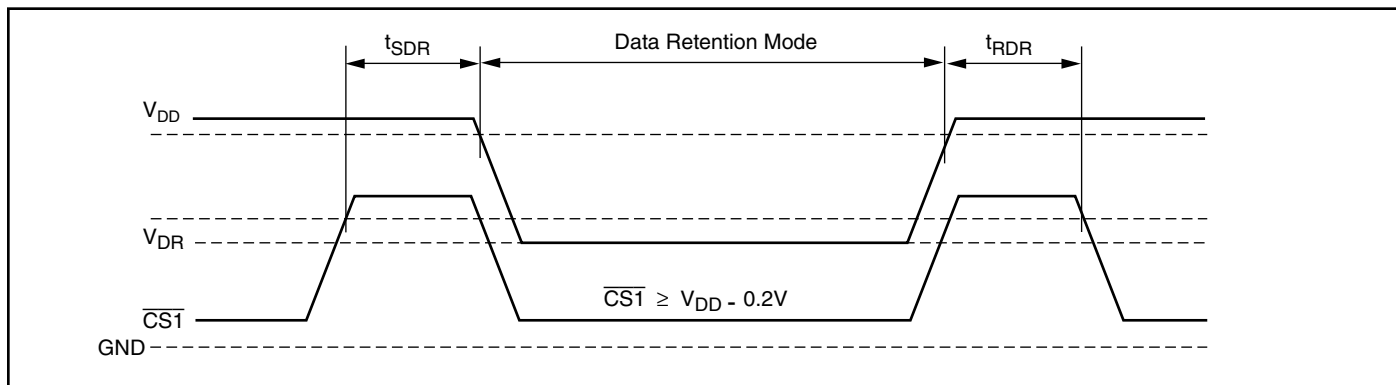 tSDR
Data Retention Mode
tRDR
VDD
VDR
CS1 ≥ VDD - 0.2V
CS1
GND